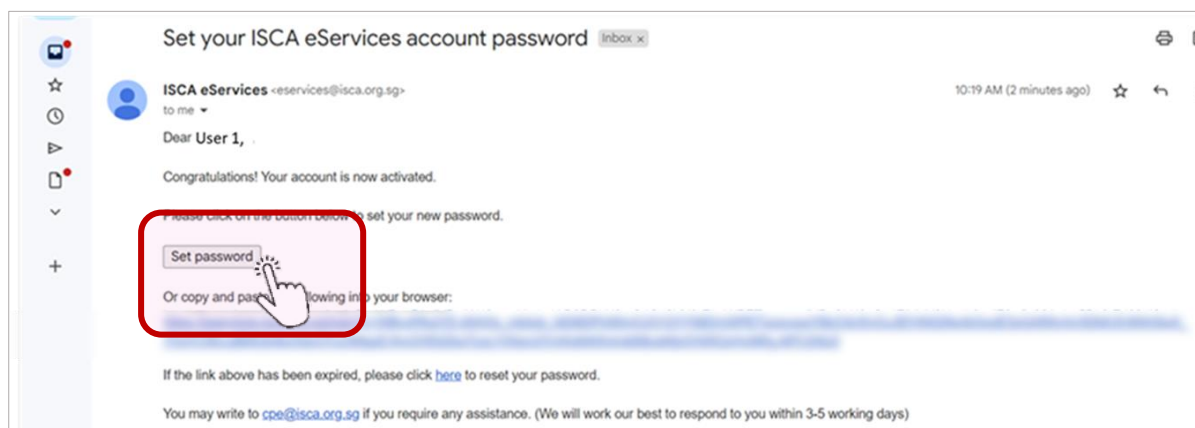 Set your ISCA eServices account password Inbox x
ISCA eServices <eservices@isca.org.sg> 10:19 AM (2 minutes ago)
to me
Dear User 1,
Congratulations! Your account is now activated.
Please click on the button below to set your new password.
Set password
Or copy and paste lowing into your browser:
If the link above has been expired, please click here to reset your password.
You may write to cpe@isca.org.sg if you require any assistance. (We will work our best to respond to you within 3-5 working days)